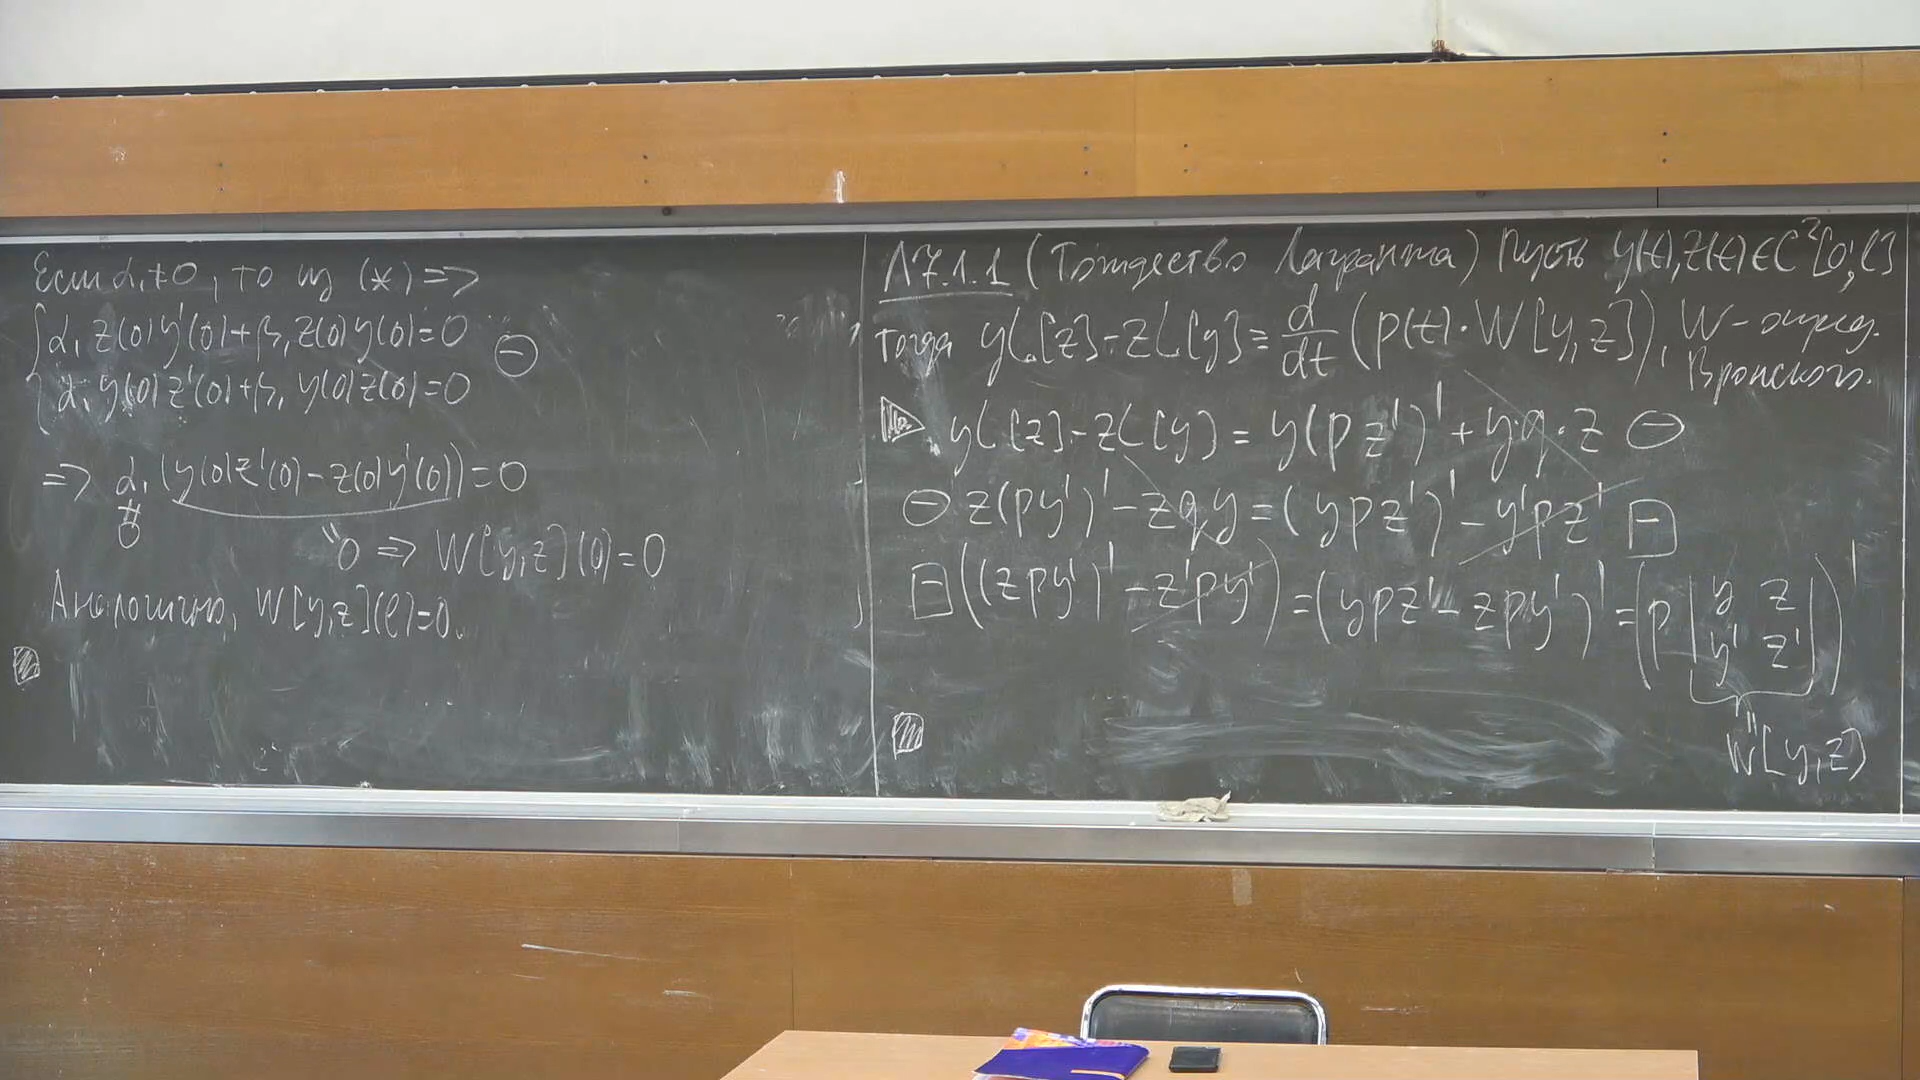 Если α₁≠0, то из (*) =>
{ α₁ z(0) y'(0) + β₁ z(0) y(0) = 0
{ α₁ y(0) z'(0) + β₁ y(0) z(0) = 0 ⊖
=> α₁ (y(0) z'(0) − z(0) y'(0)) = 0
≠
0
"0 => W[y,z](0) = 0
Аналогично, W[y,z](ℓ)=0.
Л7.1.1 (Тождество Лагранжа) Пусть y(t), z(t) ∈ C²[0;ℓ]
Тогда yL[z] − zL[y] ≡ d/dt (p(t)·W[y,z]), W – опред.
Вронского.
yL[z] − zL[y] = y(pz')' + y·q·z ⊖
⊖ z(py')' − zqy = (ypz')' − y'pz' ⊟
⊟ ((zpy')' − z'py') = (ypz' − zpy')' = (p | y z |)'
| y' z' |
"
W[y,z]